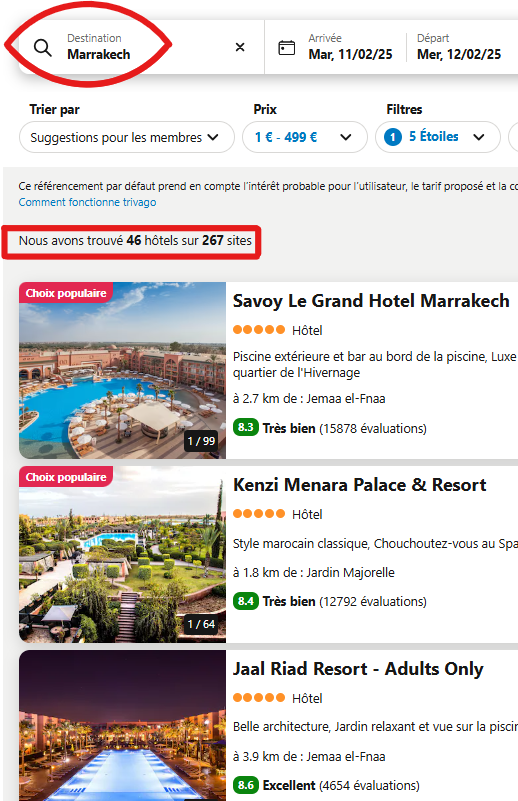 Destination
Marrakech
Arrivée
Mar, 11/02/25
Départ
Mer, 12/02/25
Trier par
Prix
Filtres
Suggestions pour les membres
1 € - 499 €
1 5 Étoiles
Ce référencement par défaut prend en compte l'intérêt probable pour l'utilisateur, le tarif proposé et la
Comment fonctionne trivago
Nous avons trouvé 46 hôtels sur 267 sites
Choix populaire
1 / 99
Savoy Le Grand Hotel Marrakech
Hôtel
Piscine extérieure et bar au bord de la piscine, Luxe
quartier de l'Hivernage
à 2.7 km de : Jemaa el-Fnaa
8.3 Très bien (15878 évaluations)
Choix populaire
1 / 64
Kenzi Menara Palace & Resort
Hôtel
Style marocain classique, Chouchoutez-vous au Spa
à 1.8 km de : Jardin Majorelle
8.4 Très bien (12792 évaluations)
Jaal Riad Resort - Adults Only
Hôtel
Belle architecture, Jardin relaxant et vue sur la
à 3.9 km de : Jemaa el-Fnaa
8.6 Excellent (4654 évaluations)